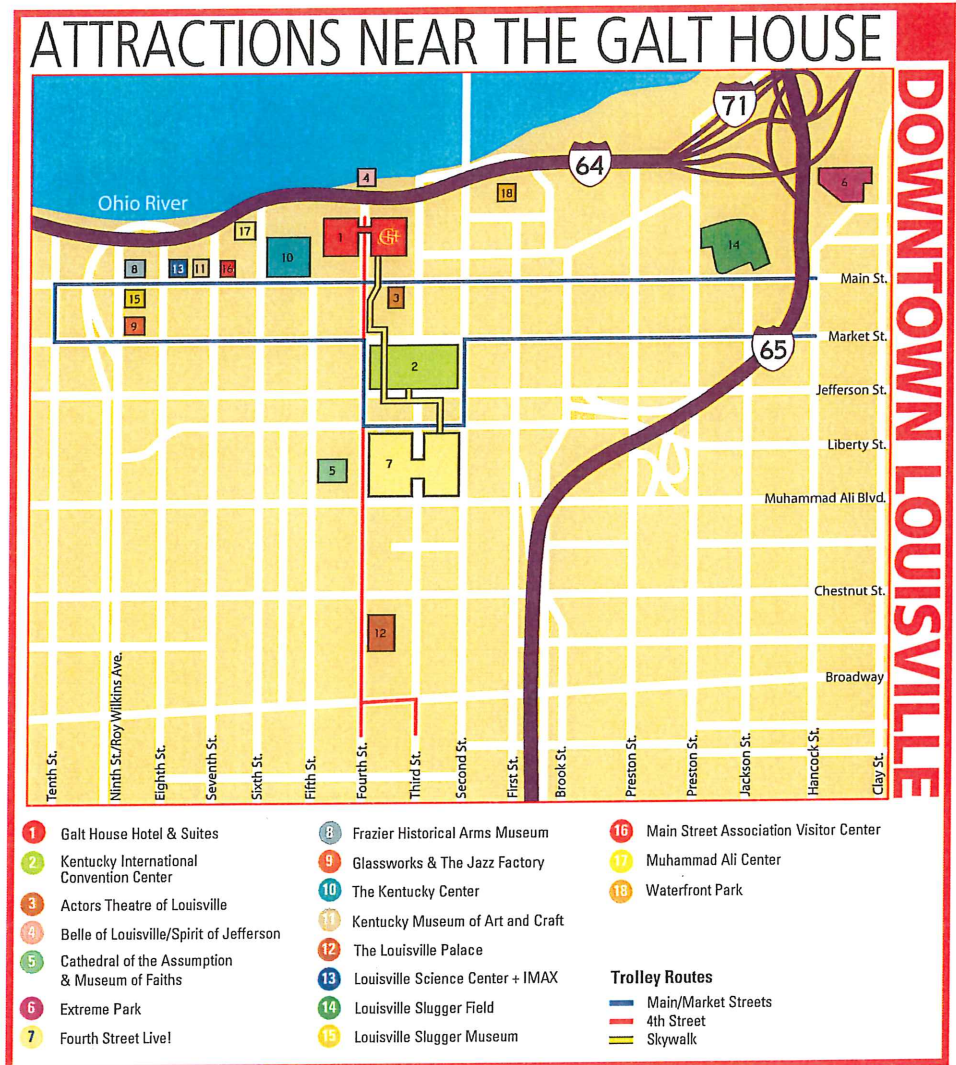 ATTRACTIONS NEAR THE GALT HOUSE
DOWNTOWN LOUISVILLE
71
64
4
18
6
Ohio River
17
1
GH
14
10
8
13
11
16
Main St.
15
3
9
Market St.
65
2
Jefferson St.
Liberty St.
7
5
Muhammad Ali Blvd.
Chestnut St.
12
Broadway
Tenth St.
Ninth St./Roy Wilkins Ave.
Eighth St.
Seventh St.
Sixth St.
Fifth St.
Fourth St.
Third St.
Second St.
First St.
Brook St.
Preston St.
Preston St.
Jackson St.
Hancock St.
Clay St.
1 Galt House Hotel & Suites
2 Kentucky International
Convention Center
3 Actors Theatre of Louisville
4 Belle of Louisville/Spirit of Jefferson
5 Cathedral of the Assumption
& Museum of Faiths
6 Extreme Park
7 Fourth Street Live!
8 Frazier Historical Arms Museum
9 Glassworks & The Jazz Factory
10 The Kentucky Center
11 Kentucky Museum of Art and Craft
12 The Louisville Palace
13 Louisville Science Center + IMAX
14 Louisville Slugger Field
15 Louisville Slugger Museum
16 Main Street Association Visitor Center
17 Muhammad Ali Center
18 Waterfront Park
Trolley Routes
Main/Market Streets
4th Street
Skywalk